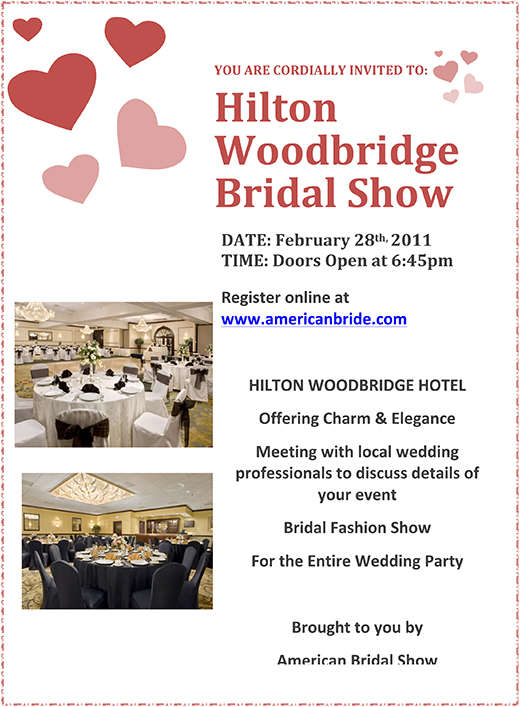 YOU ARE CORDIALLY INVITED TO:
Hilton
Woodbridge
Bridal Show
DATE: February 28th, 2011
TIME: Doors Open at 6:45pm
Register online at
www.americanbride.com
HILTON WOODBRIDGE HOTEL
Offering Charm & Elegance
Meeting with local wedding
professionals to discuss details of
your event
Bridal Fashion Show
For the Entire Wedding Party
Brought to you by
American Bridal Show